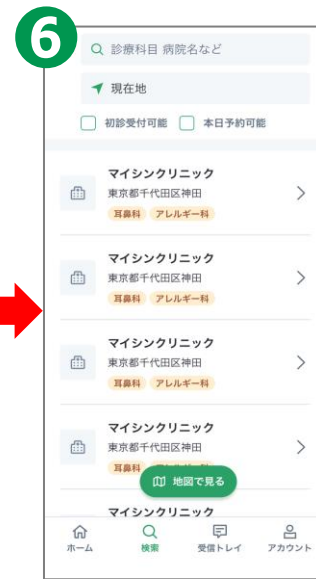 6
診療科目 病院名など
現在地
初診受付可能 本日予約可能
マイシンクリニック
東京都千代田区神田
耳鼻科 アレルギー科
マイシンクリニック
東京都千代田区神田
耳鼻科 アレルギー科
マイシンクリニック
東京都千代田区神田
耳鼻科 アレルギー科
マイシンクリニック
東京都千代田区神田
耳鼻科
地図で見る
マイシンクリニック
ホーム 検索 受信トレイ アカウント